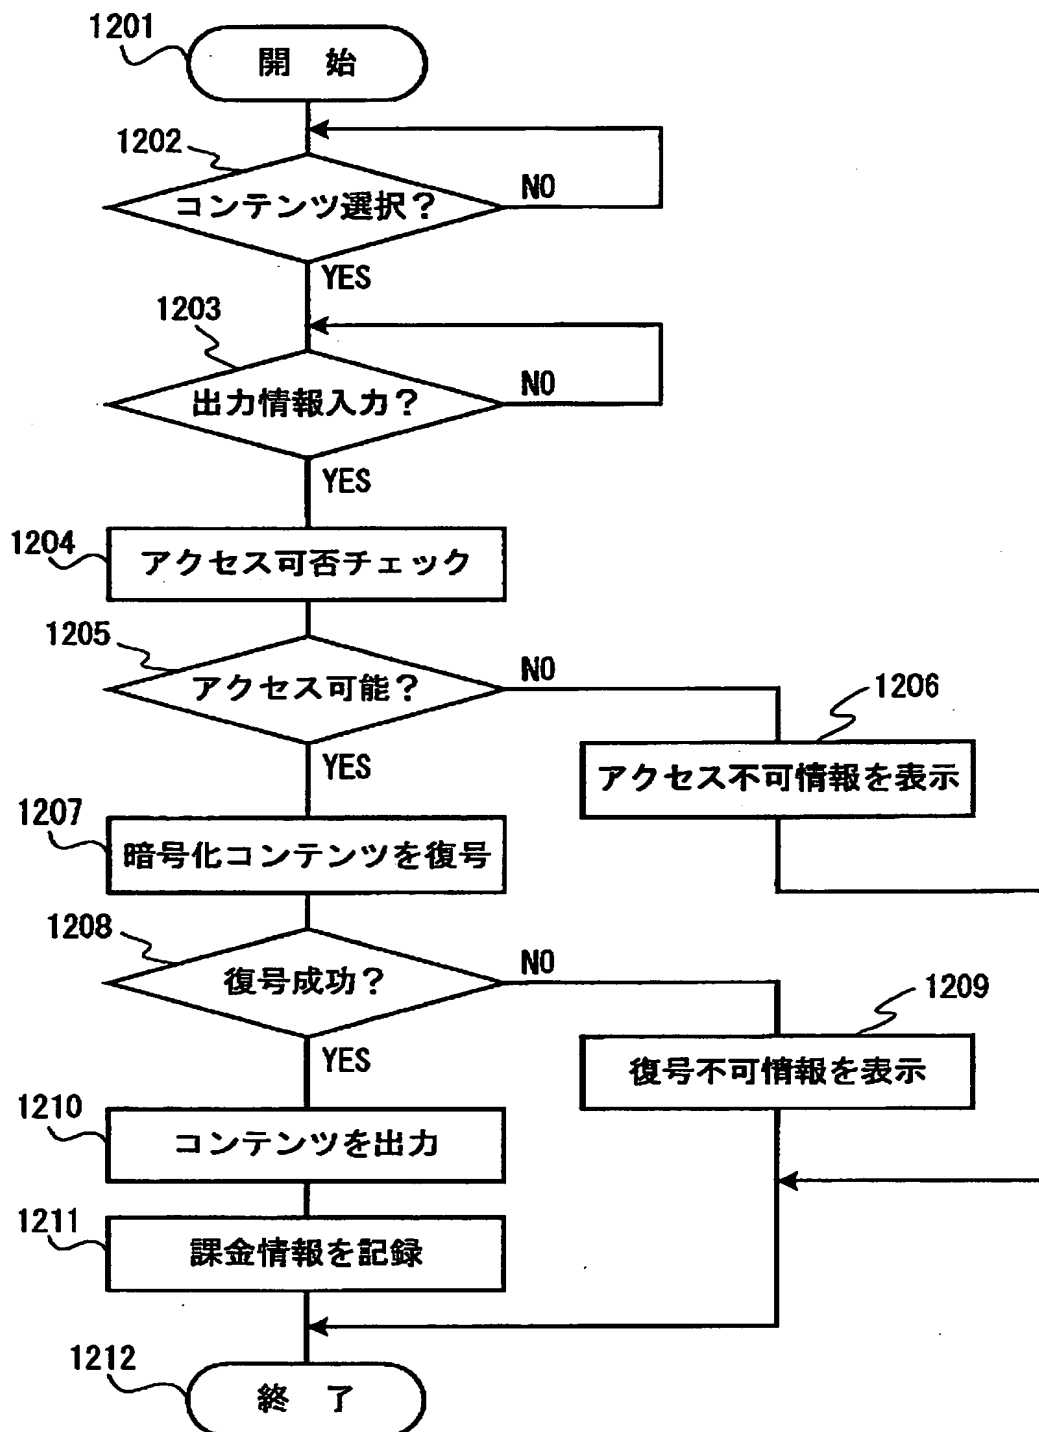 1201
開 始
1202
コンテンツ選択?
NO
YES
1203
出力情報入力?
NO
YES
1204
アクセス可否チェック
1205
アクセス可能?
NO
1206
アクセス不可情報を表示
YES
1207
暗号化コンテンツを復号
1208
復号成功?
NO
1209
復号不可情報を表示
YES
1210
コンテンツを出力
1211
課金情報を記録
1212
終 了